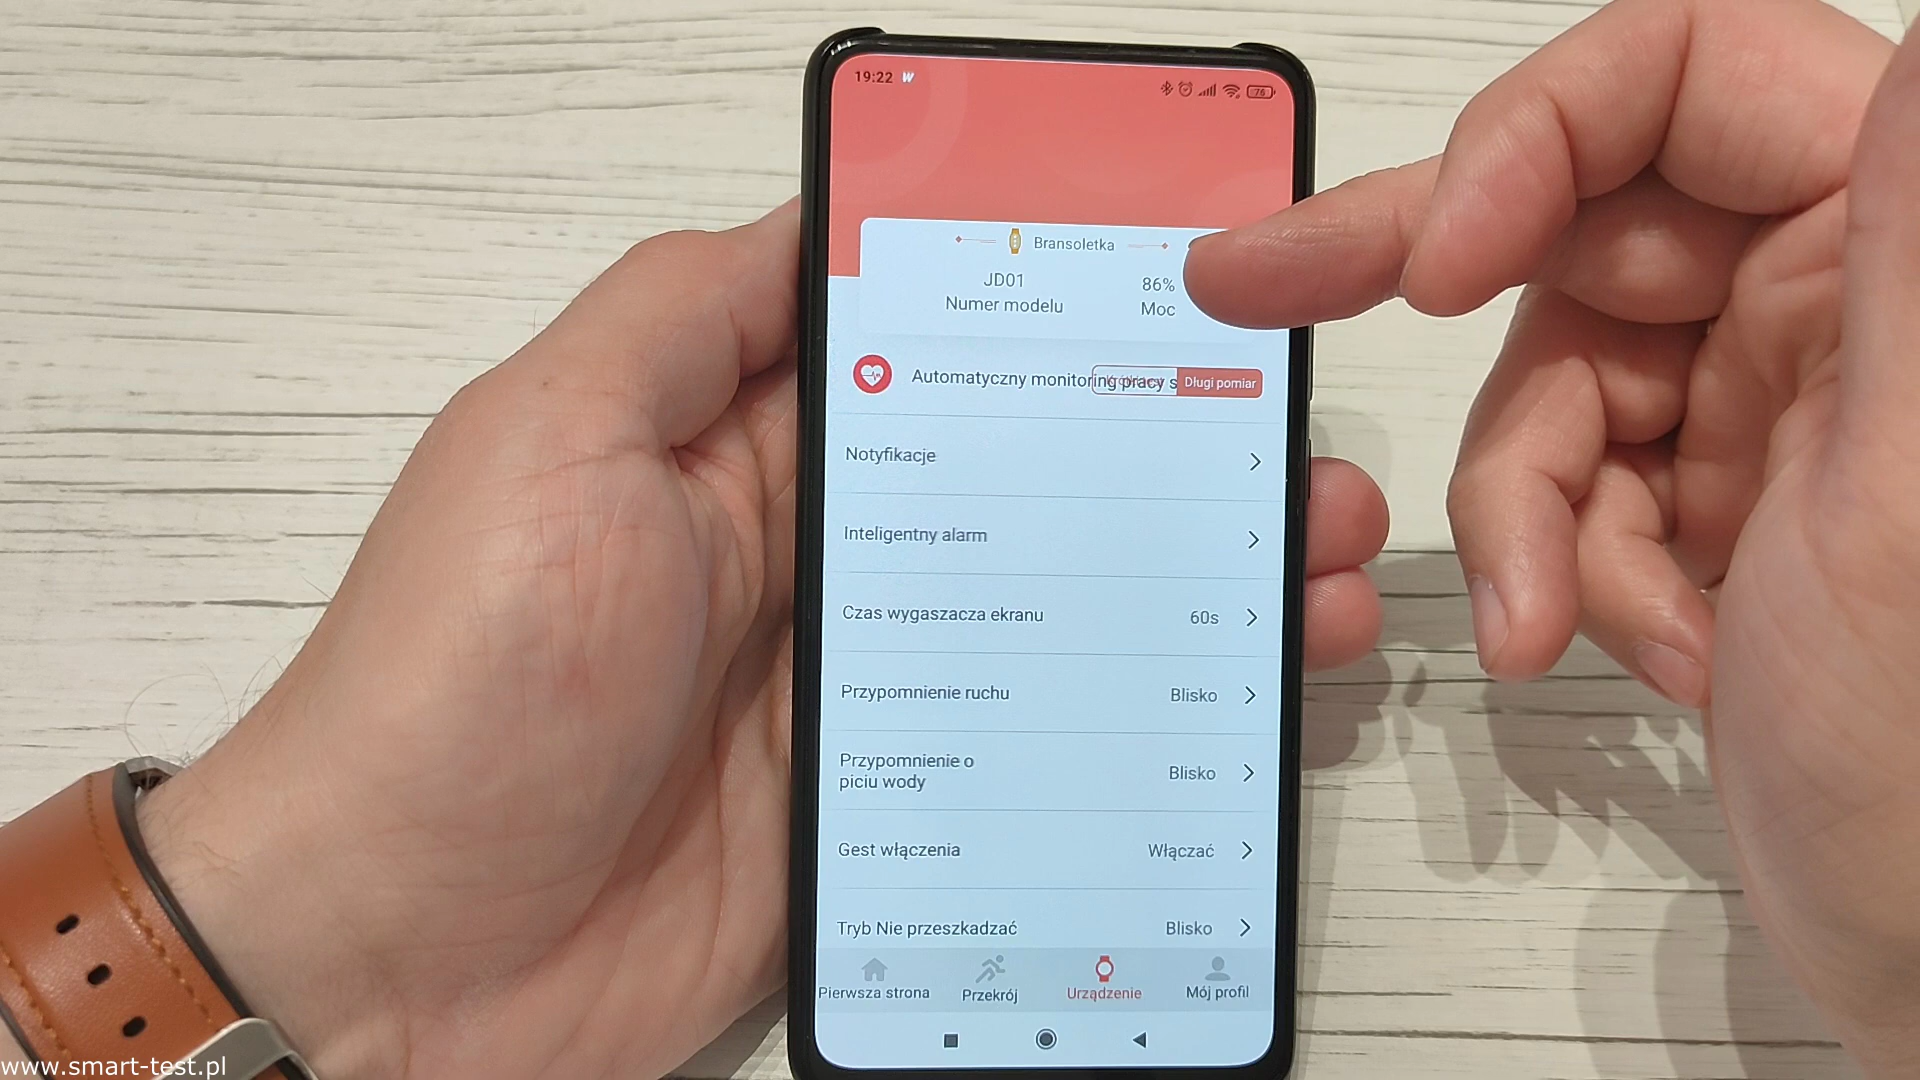 19:22 W
76
Bransoletka
JD01
86%
Numer modelu
Moc
Automatyczny monitoring pracy s
Długi pomiar
Notyfikacje
Inteligentny alarm
Czas wygaszacza ekranu
60s
Przypomnienie ruchu
Blisko
Przypomnienie o
piciu wody
Blisko
Gest włączenia
Włączać
Tryb Nie przeszkadzać
Blisko
Pierwsza strona
Przekrój
Urządzenie
Mój profil
www.smart-test.pl